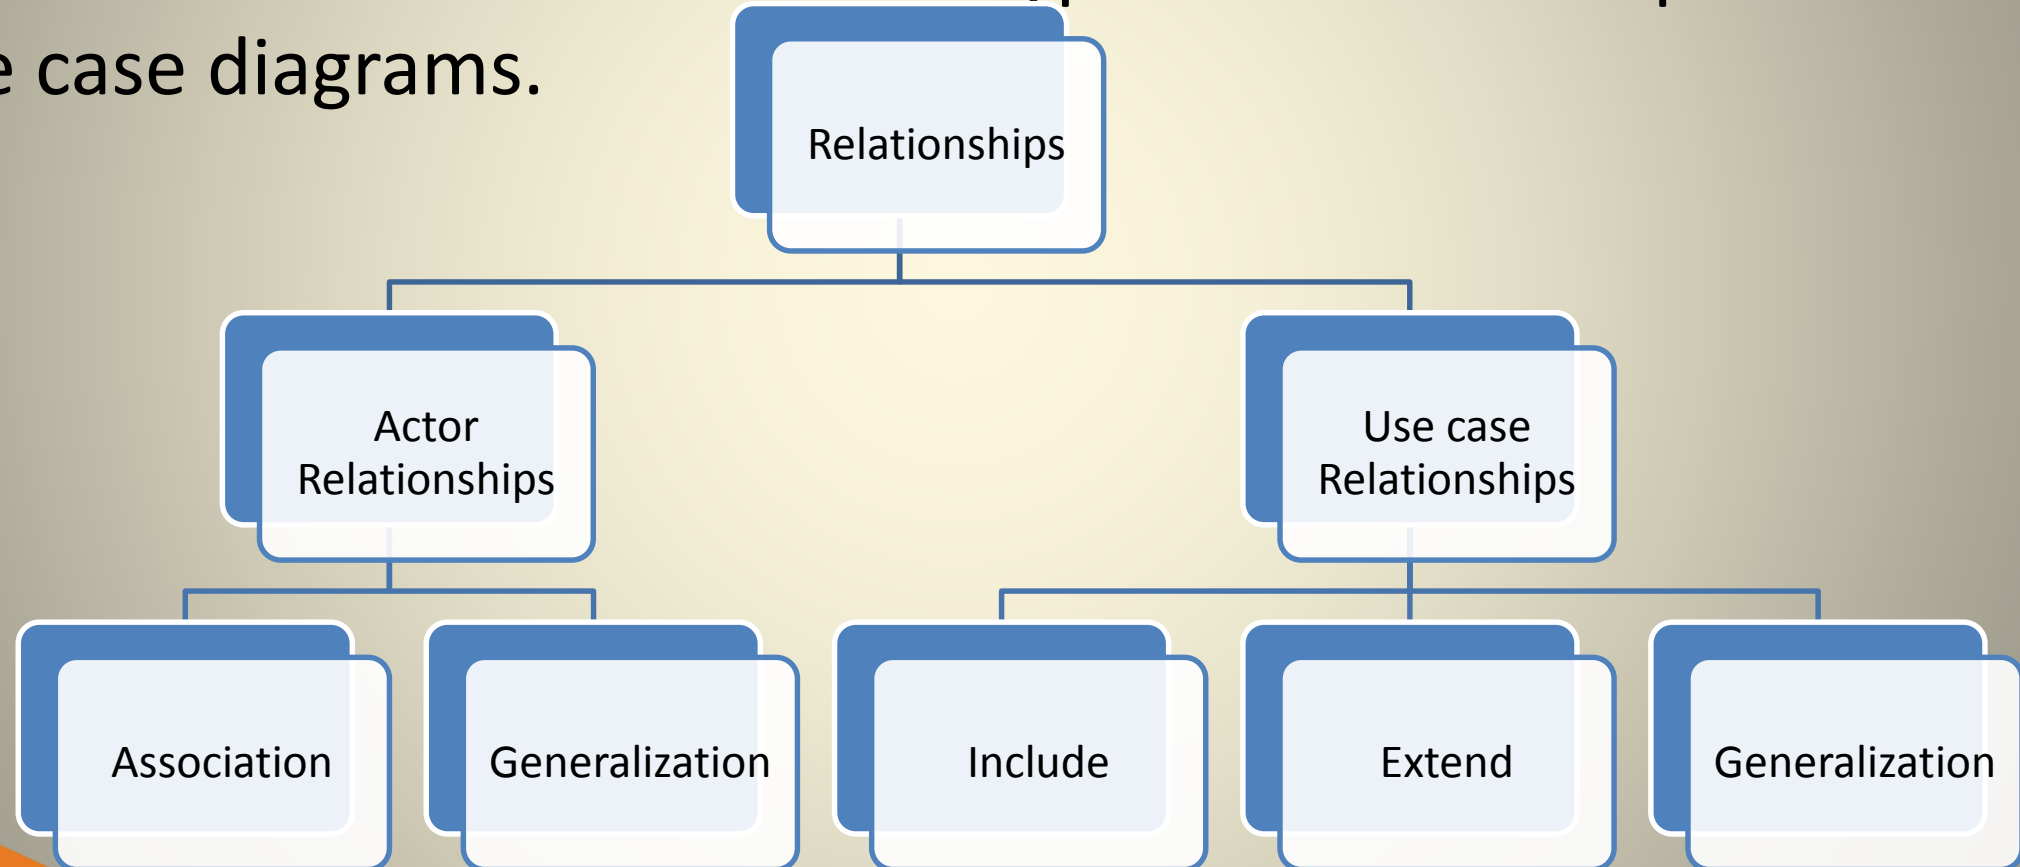 case diagrams.
Relationships
Actor
Relationships
Use case
Relationships
Association
Generalization
Include
Extend
Generalization